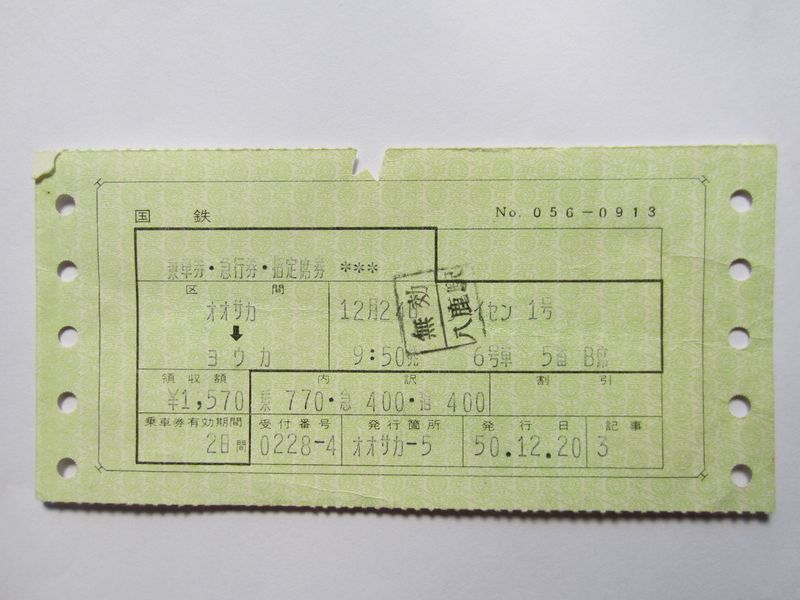 国 鉄
No. 056-0913
乗車券・急行券・指定席券 ***
区 間
オオサカ
12月24日
イセン 1号
ヨウカ
9:50発
6号車 5番 B席
無効
八鹿駅
領収額
内 訳
割 引
¥1,570
乗 770・急 400・指 400
乗車券有効期間
受付番号
発行箇所
発 行 日
記事
2日間
0228-4
オオサカ-5
50.12.20
3